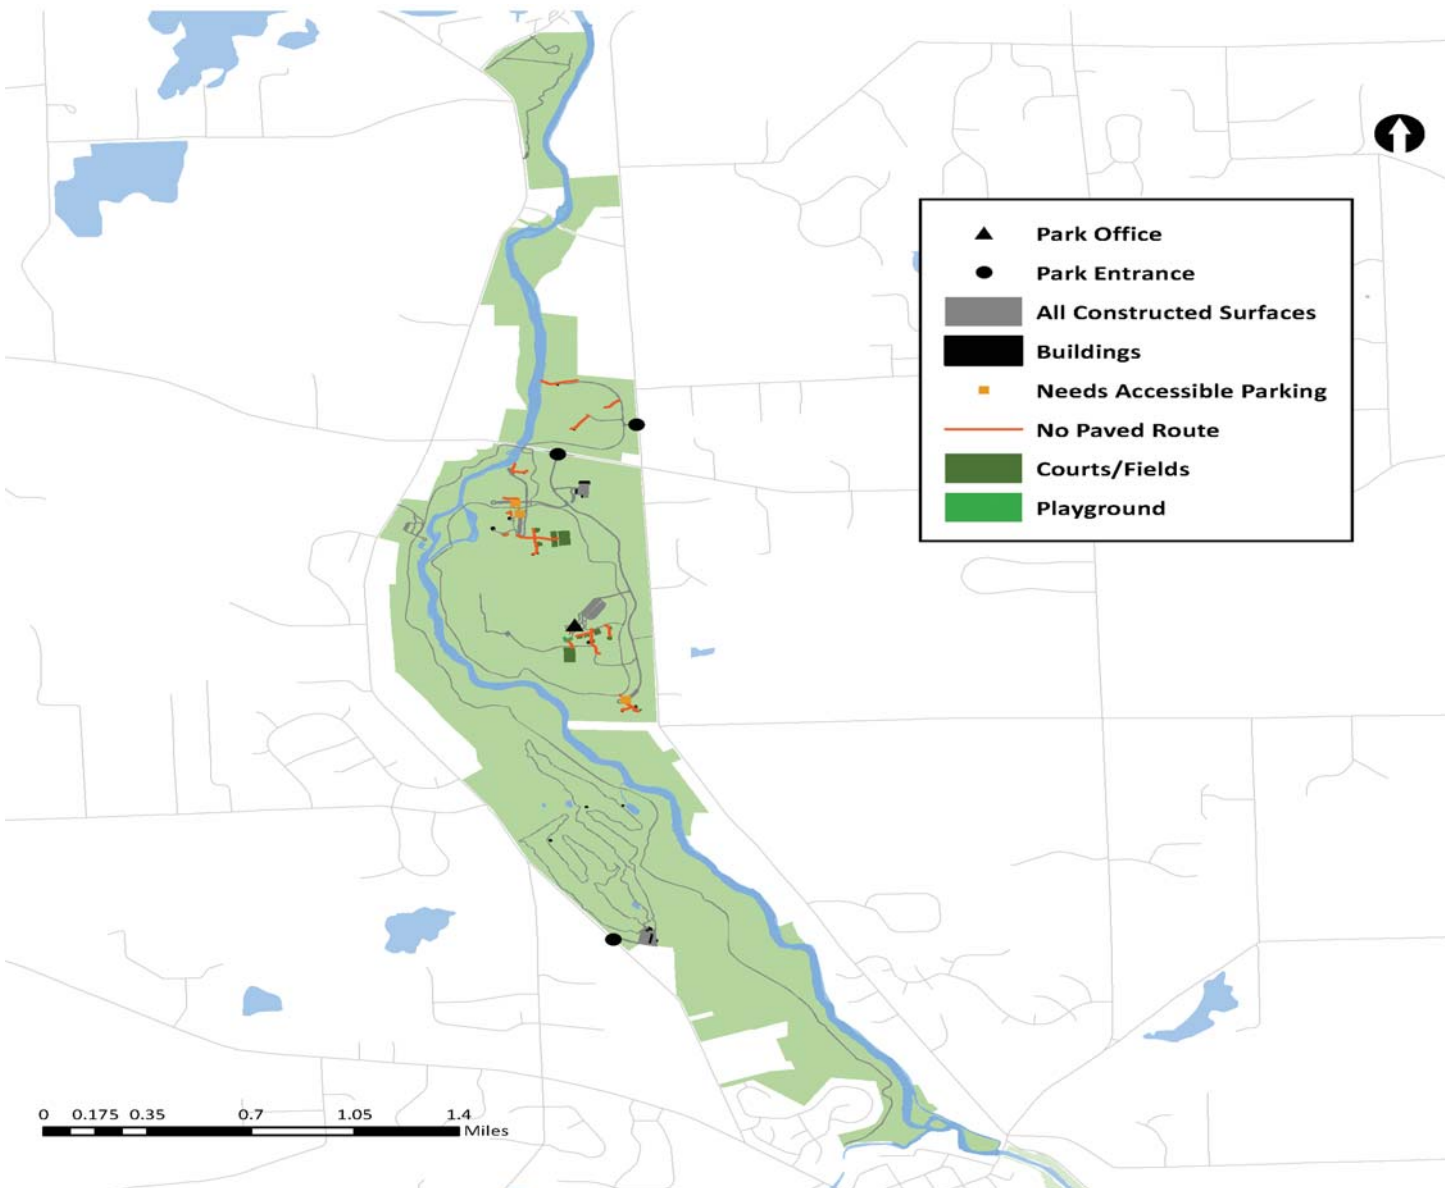 Park Office
Park Entrance
All Constructed Surfaces
Buildings
Needs Accessible Parking
No Paved Route
Courts/Fields
Playground
0 0.175 0.35 0.7 1.05 1.4
Miles